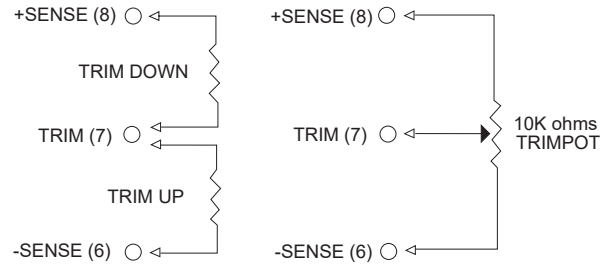 +SENSE (8)
TRIM DOWN
TRIM (7)
TRIM UP
-SENSE (6)
+SENSE (8)
TRIM (7)
10K ohms
TRIMPOT
-SENSE (6)